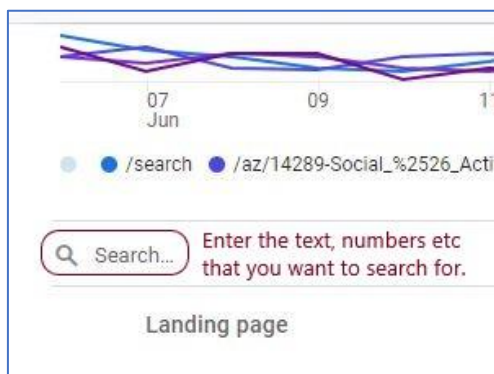 07 09 11
Jun
/search /az/14289-Social_%2526_Acti
Search... Enter the text, numbers etc
that you want to search for.
Landing page